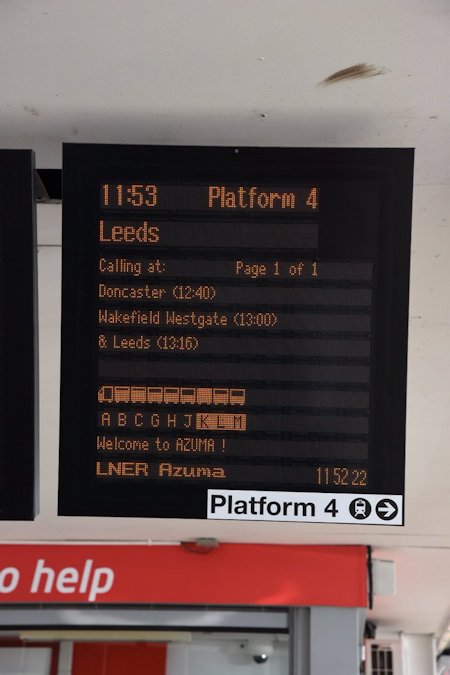 11:53 Platform 4
Leeds
Calling at: Page 1 of 1
Doncaster (12:40)
Wakefield Westgate (13:00)
& Leeds (13:16)
A B C G H J K L M
Welcome to AZUMA !
LNER Azuma 11 52 22
Platform 4
o help